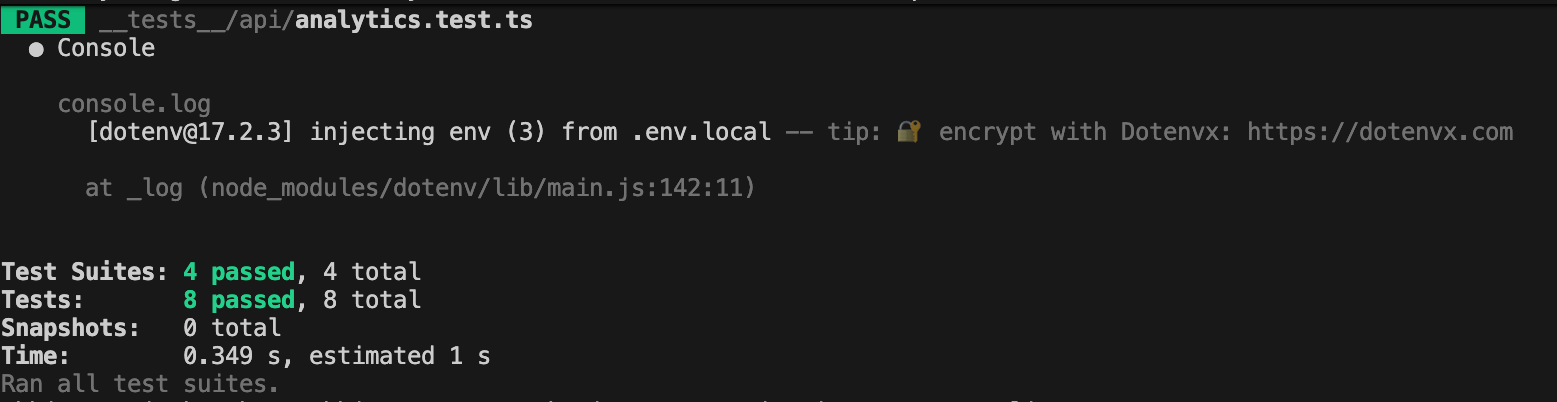 PASS __tests__/api/analytics.test.ts
● Console
console.log
[dotenv@17.2.3] injecting env (3) from .env.local -- tip: 🔐 encrypt with Dotenvx: https://dotenvx.com
at _log (node_modules/dotenv/lib/main.js:142:11)
Test Suites: 4 passed, 4 total
Tests: 8 passed, 8 total
Snapshots: 0 total
Time: 0.349 s, estimated 1 s
Ran all test suites.